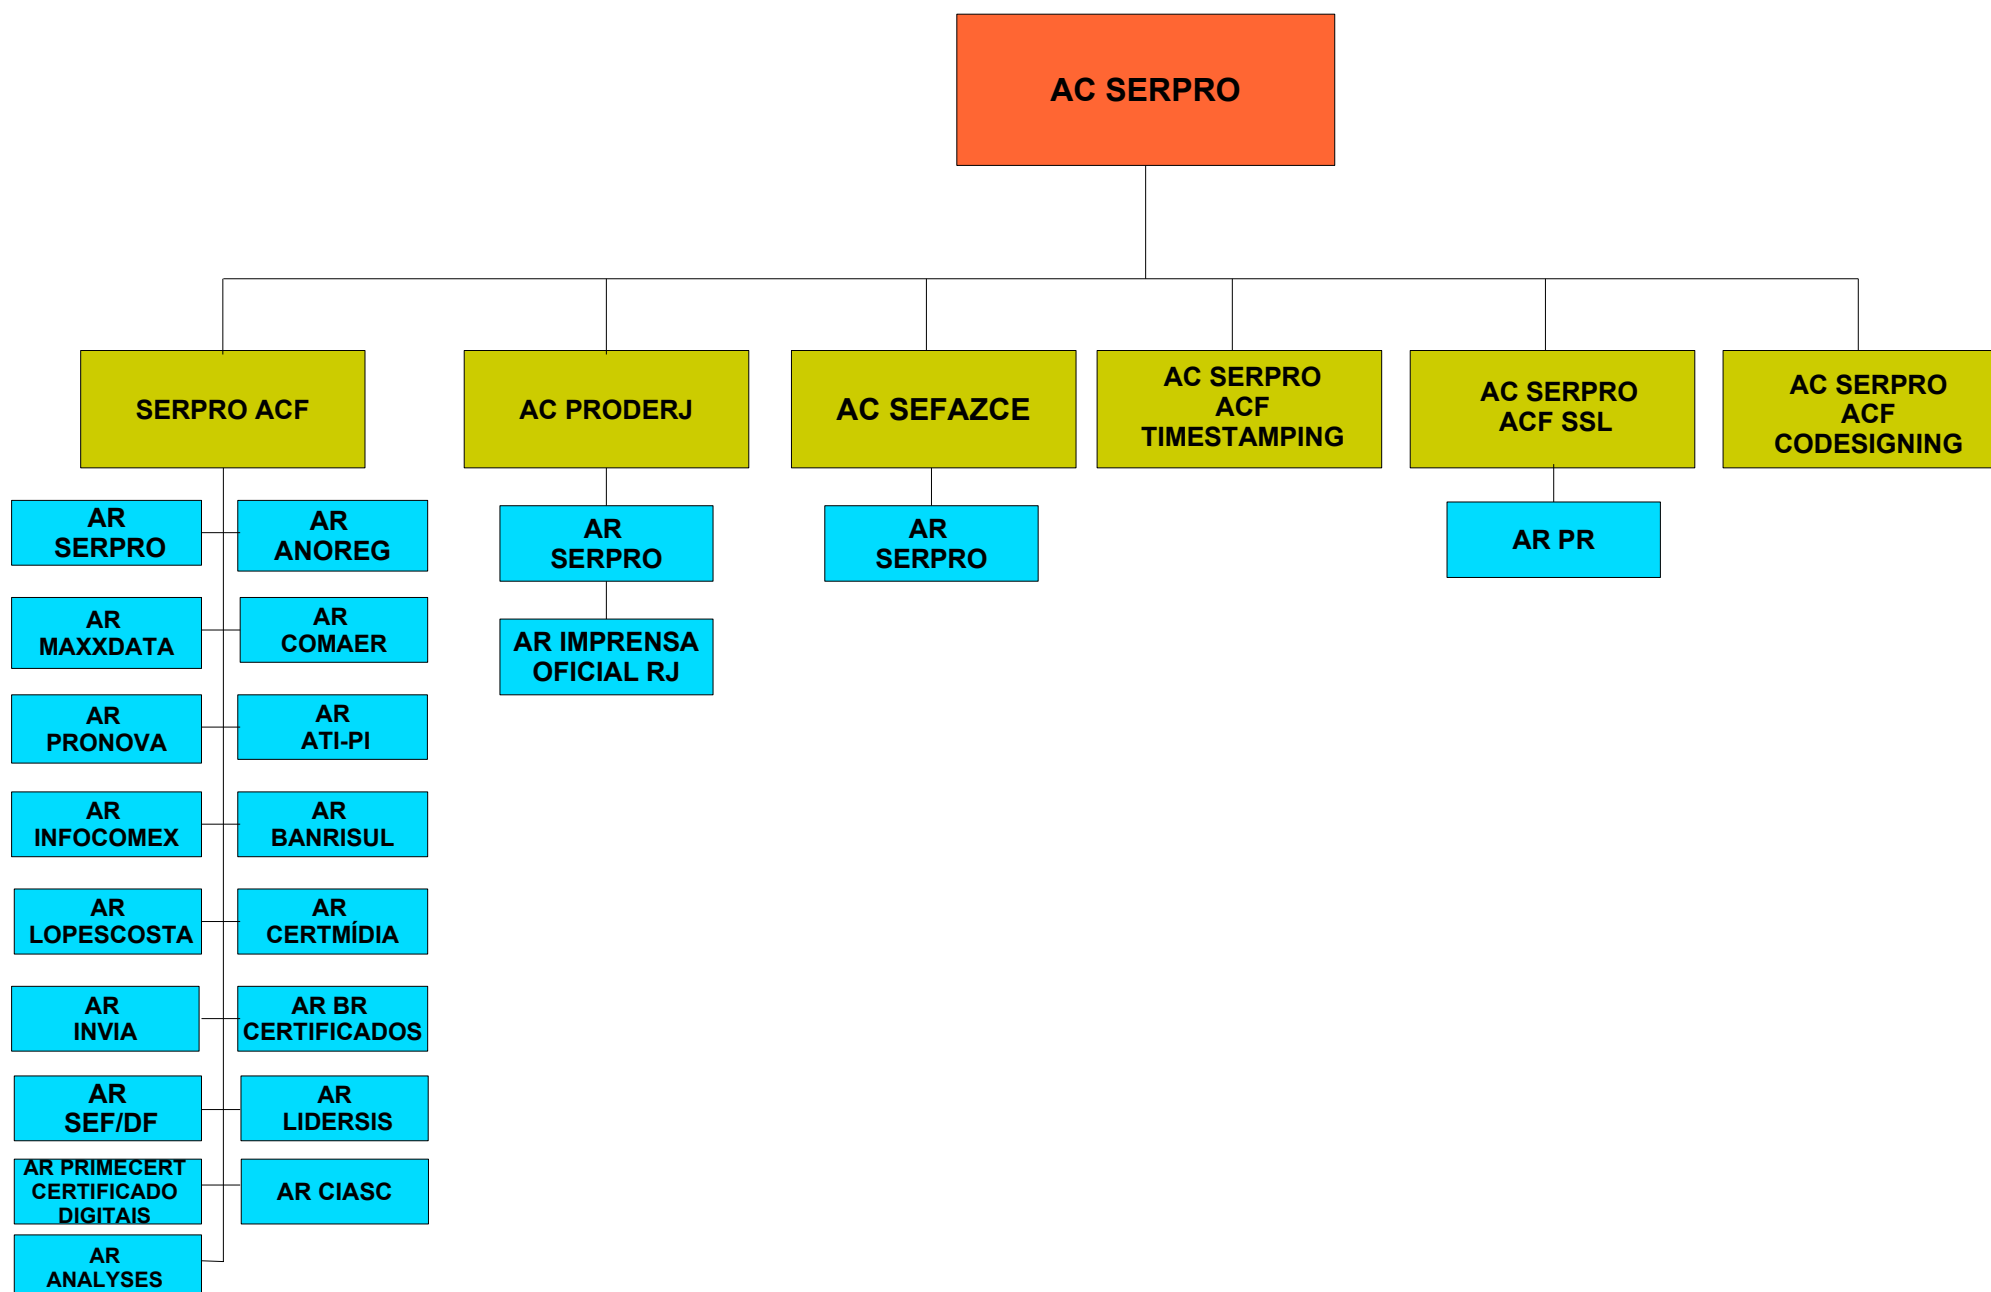 AC SERPRO
SERPRO ACF
AC PRODERJ
AC SEFAZCE
AC SERPRO
ACF
TIMESTAMPING
AC SERPRO
ACF SSL
AC SERPRO
ACF
CODESIGNING
AR
SERPRO
AR
ANOREG
AR
SERPRO
AR
SERPRO
AR PR
AR
MAXXDATA
AR
COMAER
AR IMPRENSA
OFICIAL RJ
AR
PRONOVA
AR
ATI-PI
AR
INFOCOMEX
AR
BANRISUL
AR
LOPESCOSTA
AR
CERTMÍDIA
AR
INVIA
AR BR
CERTIFICADOS
AR
SEF/DF
AR
LIDERSIS
AR PRIMECERT
CERTIFICADO
DIGITAIS
AR CIASC
AR
ANALYSES